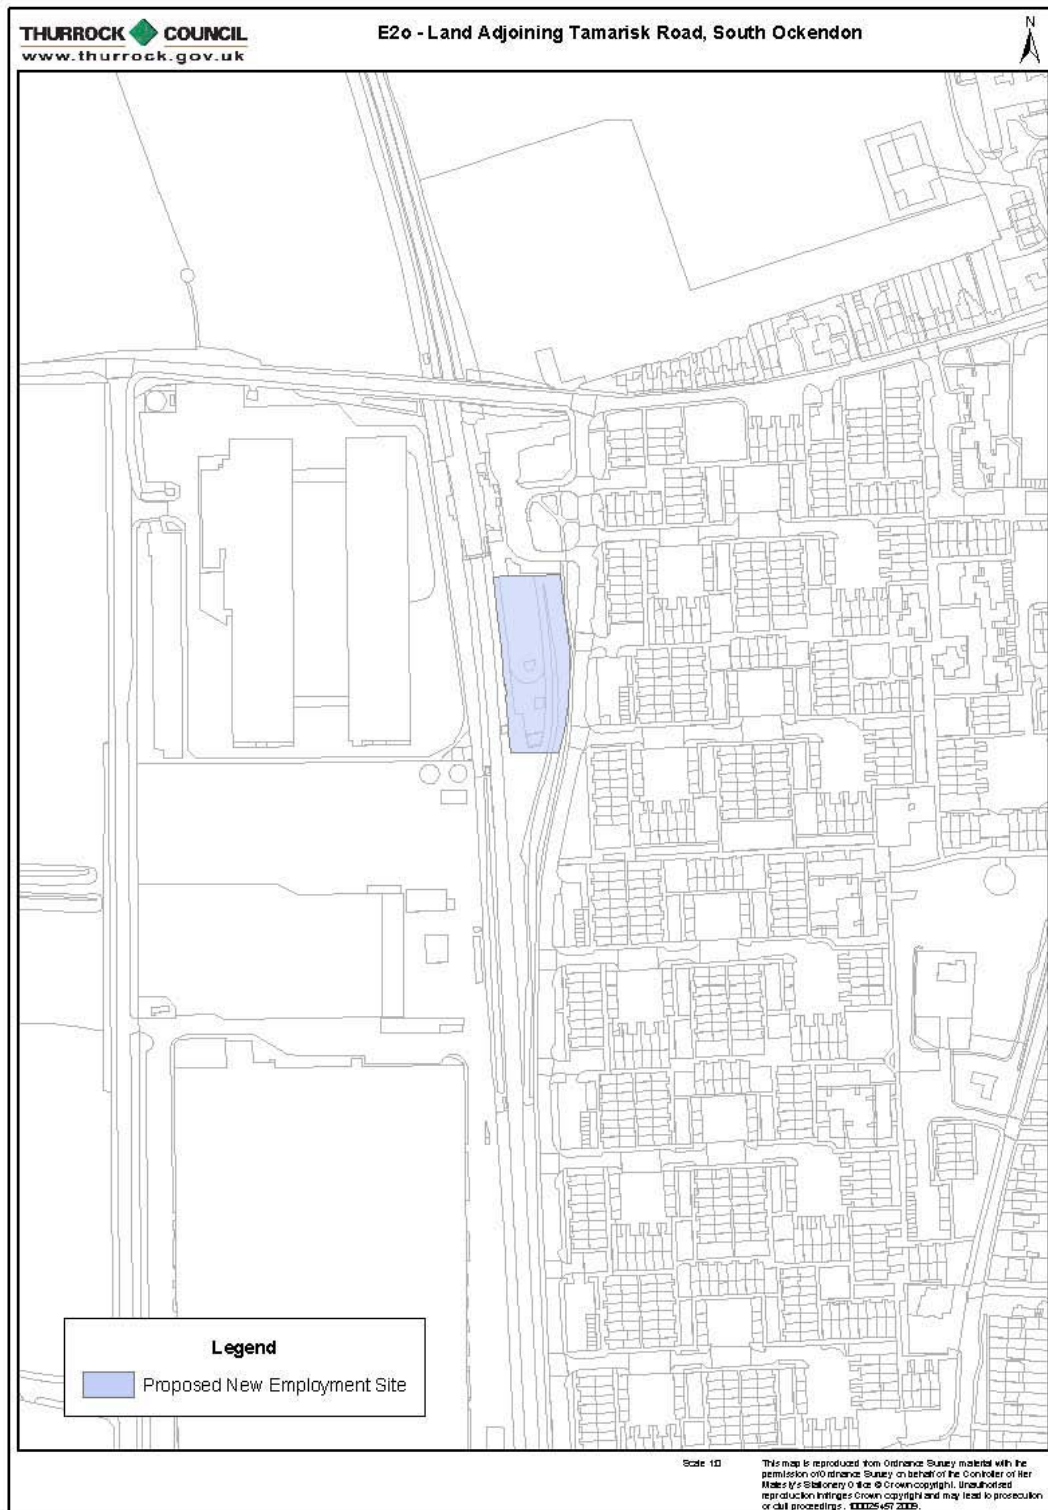 THURROCK COUNCIL
www.thurrock.gov.uk
E2o - Land Adjoining Tamarisk Road, South Ockendon
N
Legend
Proposed New Employment Site
Scale 1:0
This map is reproduced from Ordnance Survey material with the
permission of Ordnance Survey on behalf of the Controller of Her
Majesty's Stationery Office © Crown copyright. Unauthorised
reproduction infringes Crown copyright and may lead to prosecution
or civil proceedings. 100025457 2009.